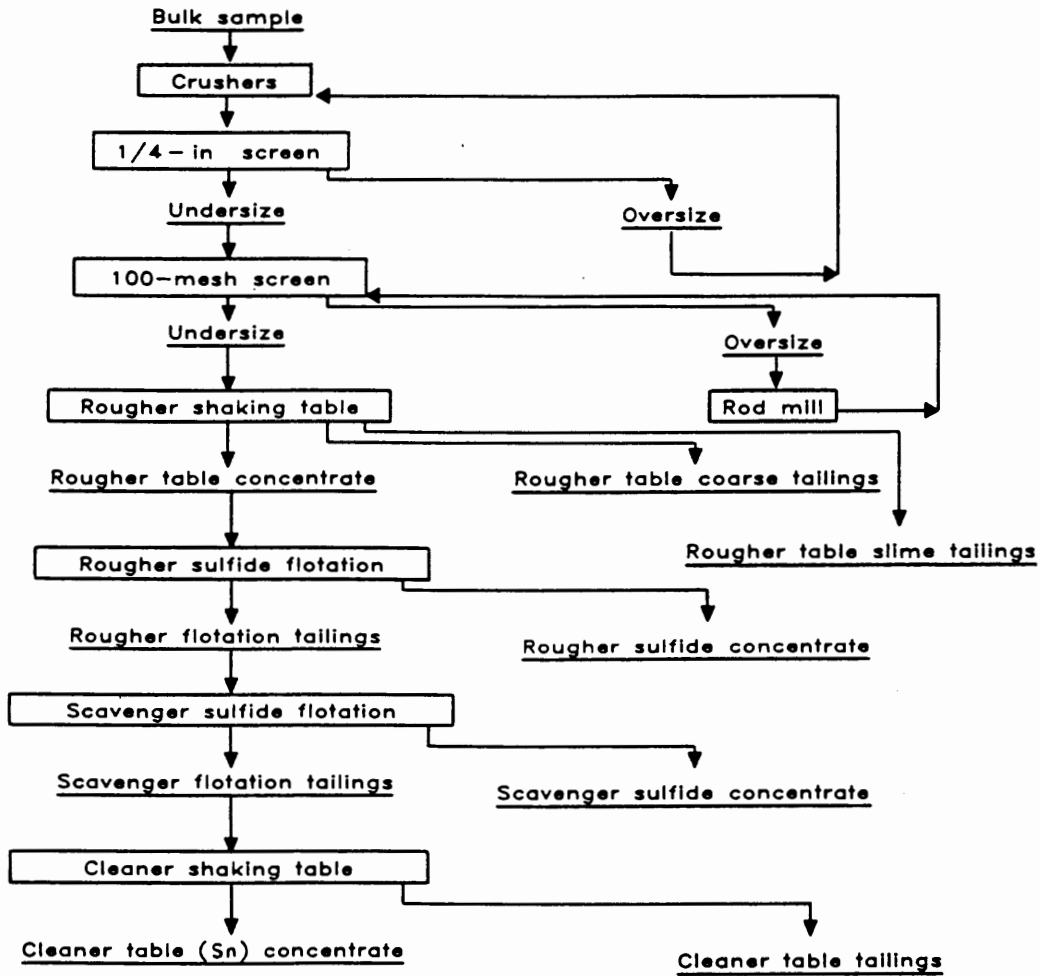 Bulk sample
Crushers
1/4-in screen
Undersize
Oversize
100-mesh screen
Undersize
Oversize
Rougher shaking table
Rod mill
Rougher table concentrate
Rougher table coarse tailings
Rougher table slime tailings
Rougher sulfide flotation
Rougher flotation tailings
Rougher sulfide concentrate
Scavenger sulfide flotation
Scavenger flotation tailings
Scavenger sulfide concentrate
Cleaner shaking table
Cleaner table (Sn) concentrate
Cleaner table tailings